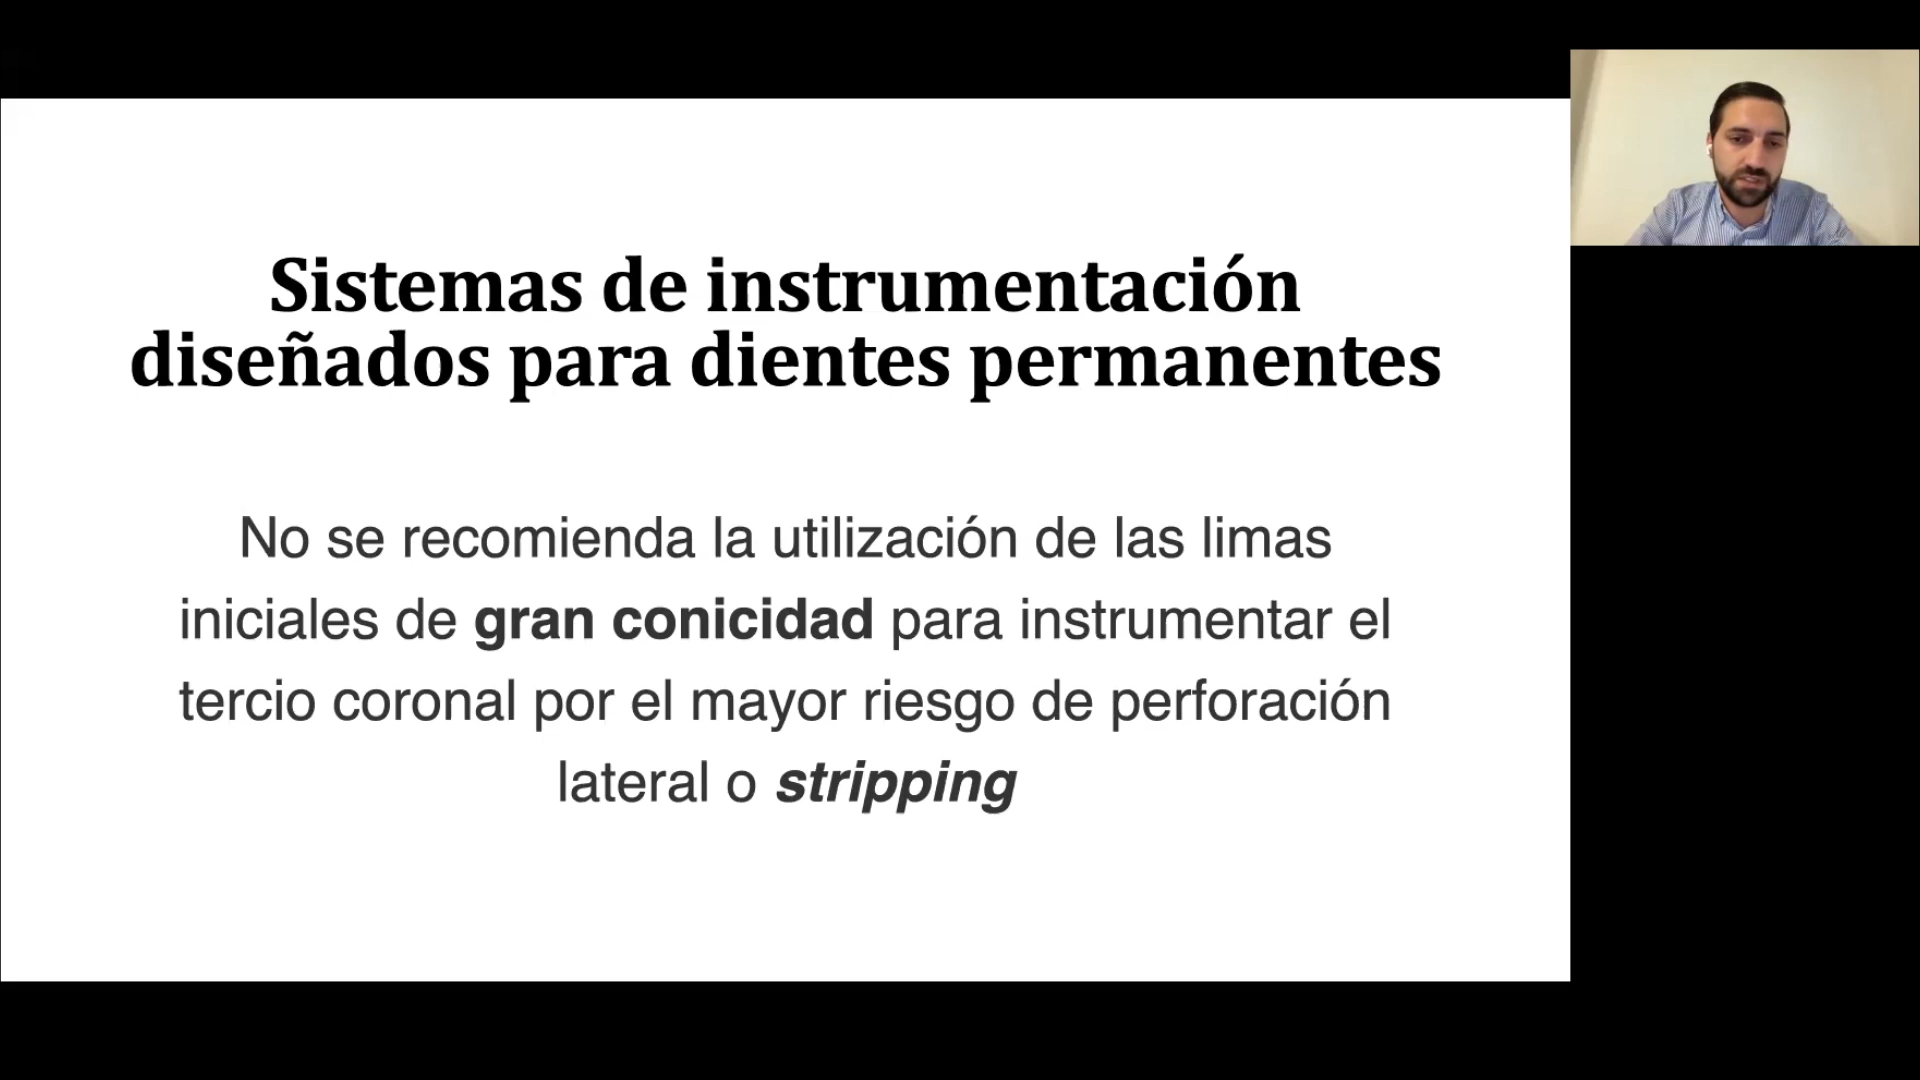 Sistemas de instrumentación
diseñados para dientes permanentes
No se recomienda la utilización de las limas
iniciales de gran conicidad para instrumentar el
tercio coronal por el mayor riesgo de perforación
lateral o stripping